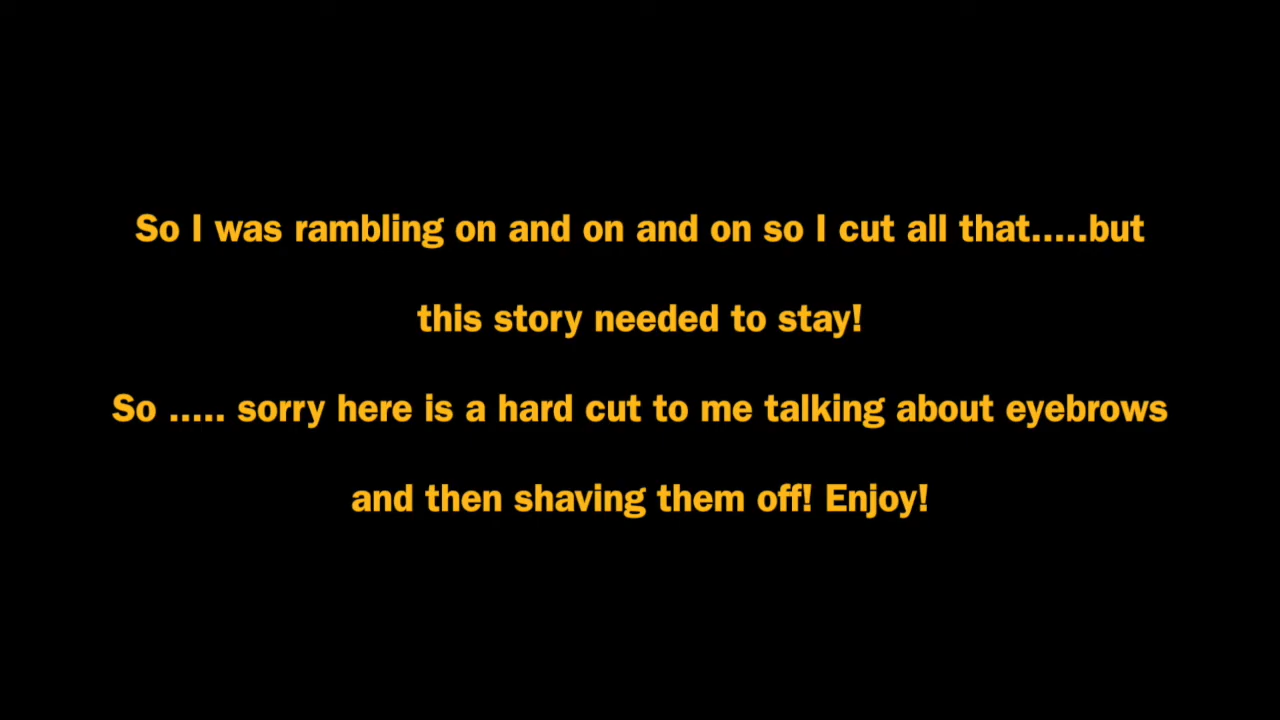 So I was rambling on and on and on so I cut all that.....but
this story needed to stay!
So ..... sorry here is a hard cut to me talking about eyebrows
and then shaving them off! Enjoy!